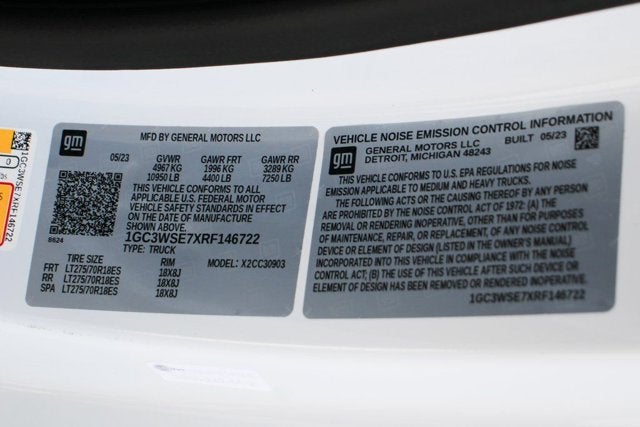 1GC3WSE7XRF146722
gm
MFD BY GENERAL MOTORS LLC
05/23 GVWR GAWR FRT GAWR RR
4967 KG 1996 KG 3289 KG
10950 LB 4400 LB 7250 LB
THIS VEHICLE CONFORMS TO ALL
APPLICABLE U.S. FEDERAL MOTOR
VEHICLE SAFETY STANDARDS IN EFFECT
ON THE DATE OF MANUFACTURE
SHOWN ABOVE.
1GC3WSE7XRF146722
8624
TYPE: TRUCK
TIRE SIZE RIM MODEL: X2CC30903
FRT LT275/70R18ES 18X8J
RR LT275/70R18ES 18X8J
SPA LT275/70R18ES 18X8J
VEHICLE NOISE EMISSION CONTROL INFORMATION
gm
GENERAL MOTORS LLC BUILT 05/23
DETROIT, MICHIGAN 48243
THIS VEHICLE CONFORMS TO U.S. EPA REGULATIONS FOR NOISE
EMISSION APPLICABLE TO MEDIUM AND HEAVY TRUCKS.
THE FOLLOWING ACTS OR THE CAUSING THEREOF BY ANY PERSON
ARE PROHIBITED BY THE NOISE CONTROL ACT OF 1972: (A) THE
REMOVAL OR RENDERING INOPERATIVE, OTHER THAN FOR PURPOSES
OF MAINTENANCE, REPAIR, OR REPLACEMENT, OF ANY NOISE CONTROL
DEVICE OR ELEMENT OF DESIGN (LISTED IN THE OWNER'S MANUAL)
INCORPORATED INTO THIS VEHICLE IN COMPLIANCE WITH THE NOISE
CONTROL ACT; (B) THE USE OF THIS VEHICLE AFTER SUCH DEVICE OR
ELEMENT OF DESIGN HAS BEEN REMOVED OR RENDERED INOPERATIVE.
1GC3WSE7XRF146722